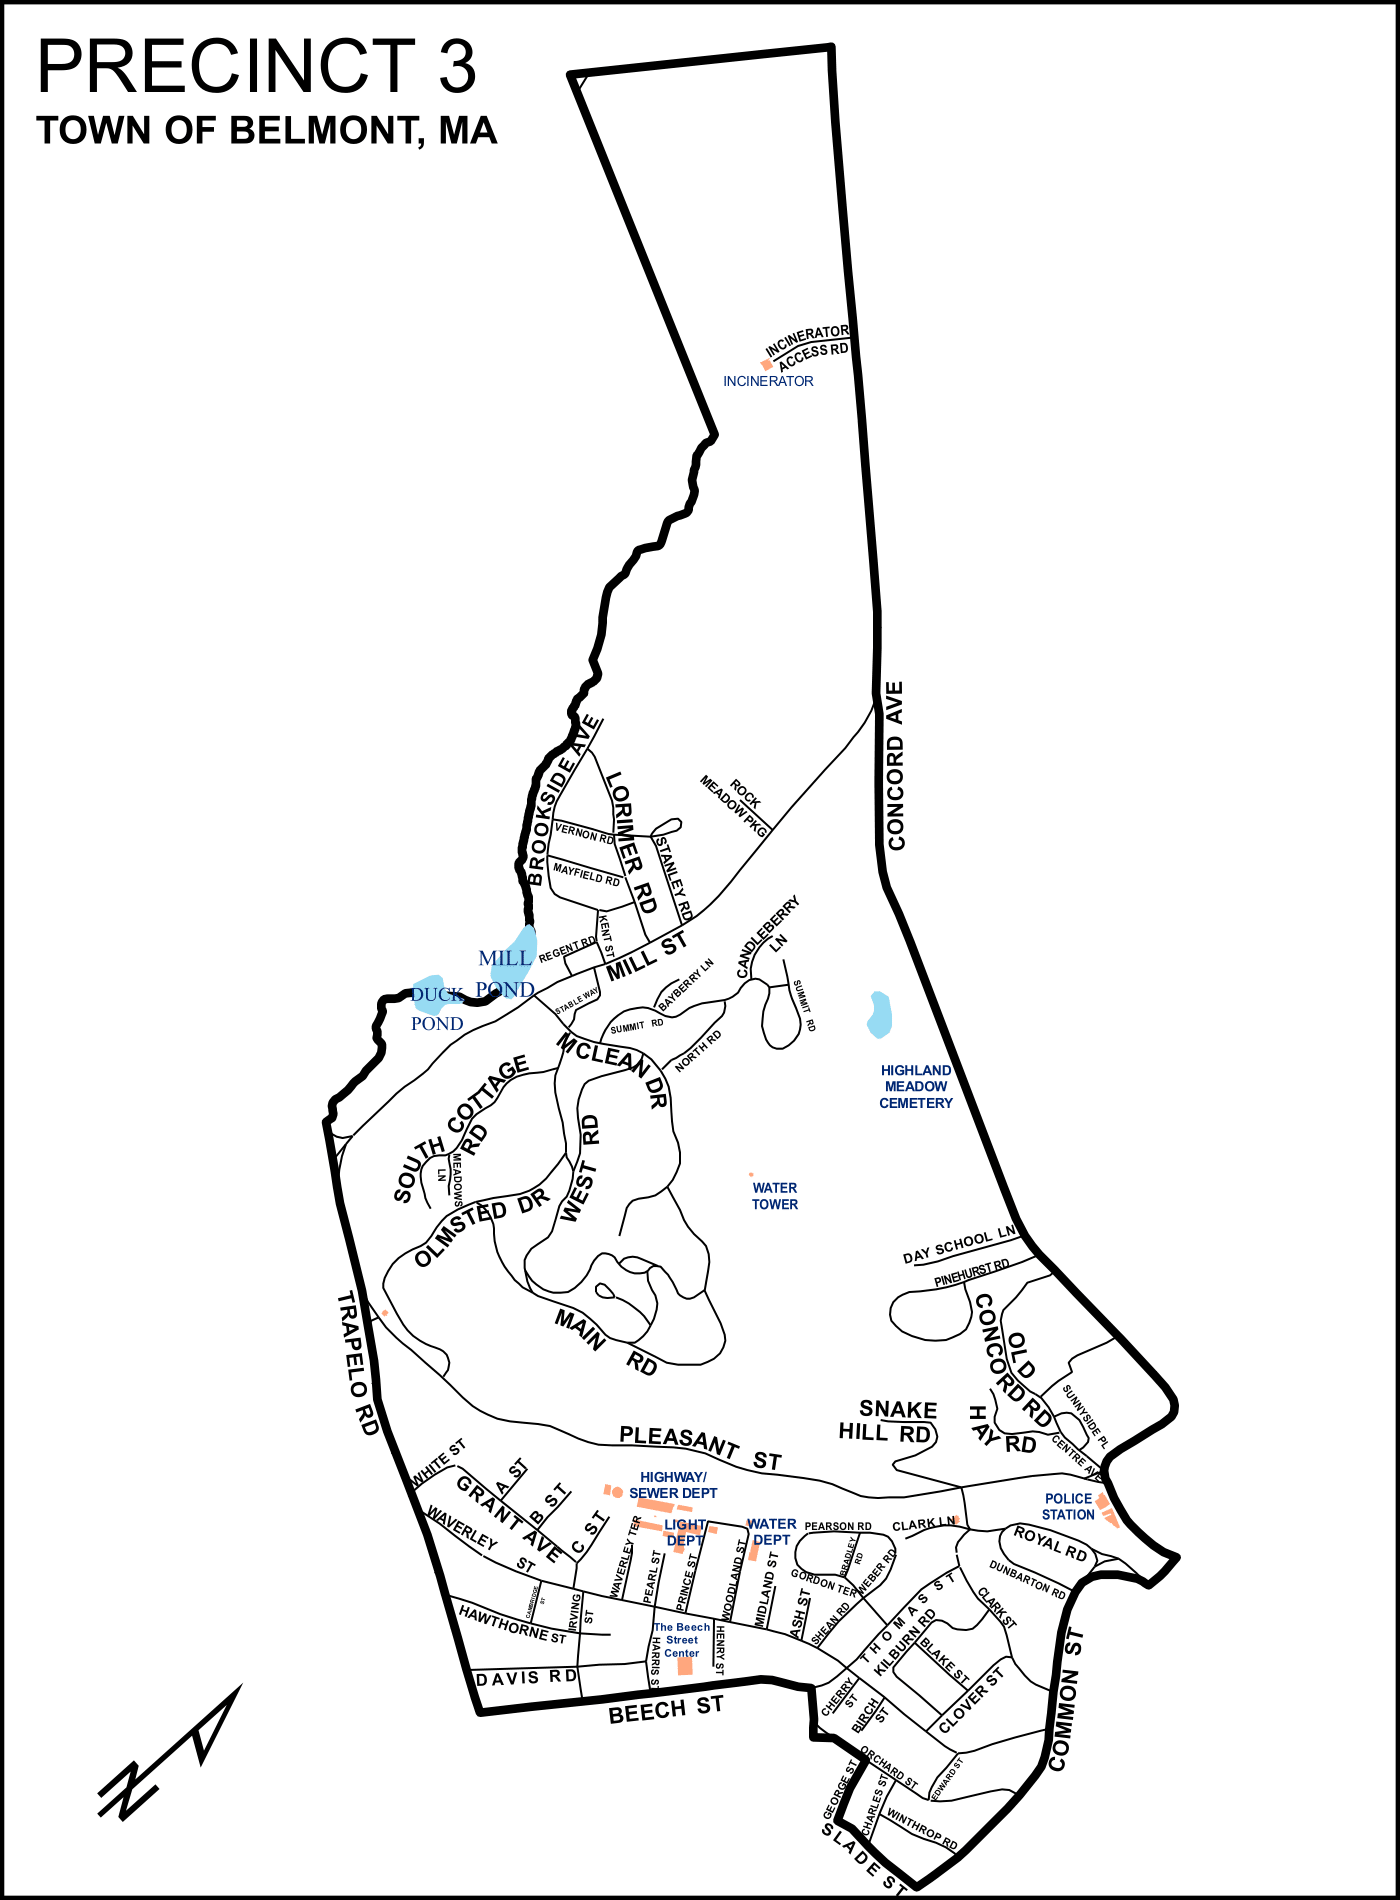 PRECINCT 3
TOWN OF BELMONT, MA
INCINERATOR
ACCESS RD
INCINERATOR
CONCORD AVE
BROOKSIDE AVE
LORIMER RD
ROCK
MEADOW PKG
VERNON RD
STANLEY RD
MAYFIELD RD
KENT ST
REGENT RD
MILL ST
CANDLEBERRY
LN
MILL
POND
DUCK
POND
STABLE WAY
BAYBERRY LN
SUMMIT RD
SUMMIT RD
NORTH RD
MCLEAN DR
HIGHLAND
MEADOW
CEMETERY
SOUTH COTTAGE
RD
MEADOWS
LN
WEST RD
OLMSTED DR
WATER
TOWER
DAY SCHOOL LN
PINEHURST RD
TRAPELO RD
MAIN RD
OLD
CONCORD RD
SUNNYSIDE PL
SNAKE
HILL RD
HAY RD
CENTRE AVE
PLEASANT ST
WHITE ST
A ST
B ST
C ST
GRANT AVE
WAVERLEY ST
HIGHWAY/
SEWER DEPT
LIGHT
DEPT
WATER
DEPT
POLICE
STATION
PEARSON RD
CLARK LN
ROYAL RD
BRADLEY
RD
WEBER RD
GORDON TER
DUNBARTON RD
WAVERLEY TER
PEARL ST
PRINCE ST
WOODLAND ST
MIDLAND ST
ASH ST
SHEAN RD
THOMAS ST
CLARK ST
CAMBRIDGE
ST
IRVING
ST
HAWTHORNE ST
The Beech
Street
Center
HARRIS ST
HENRY ST
KILBURN RD
BLAKE ST
CLOVER ST
COMMON ST
DAVIS RD
BEECH ST
CHERRY
ST
BIRCH
ST
ORCHARD ST
EDWARD ST
GEORGE ST
CHARLES ST
WINTHROP RD
SLADE ST
N